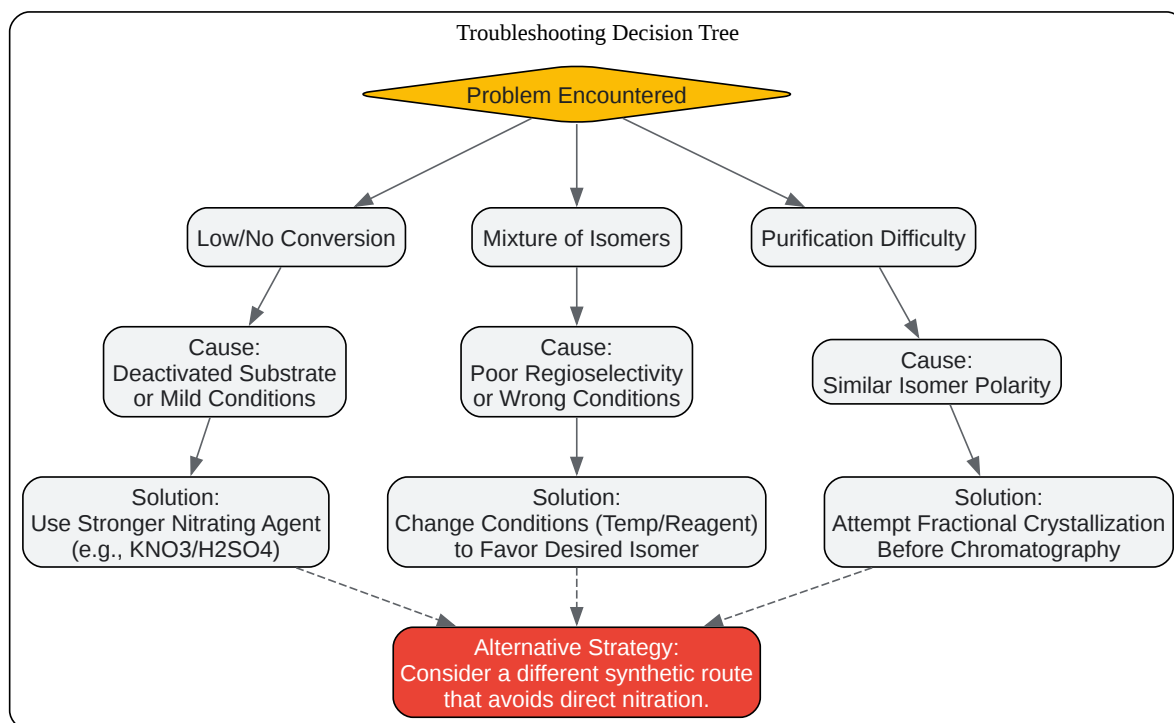 Troubleshooting Decision Tree
Problem Encountered
Low/No Conversion
Mixture of Isomers
Purification Difficulty
Cause:
Deactivated Substrate
or Mild Conditions
Cause:
Poor Regioselectivity
or Wrong Conditions
Cause:
Similar Isomer Polarity
Solution:
Use Stronger Nitrating Agent
(e.g., KNO3/H2SO4)
Solution:
Change Conditions (Temp/Reagent)
to Favor Desired Isomer
Solution:
Attempt Fractional Crystallization
Before Chromatography
Alternative Strategy:
Consider a different synthetic route
that avoids direct nitration.